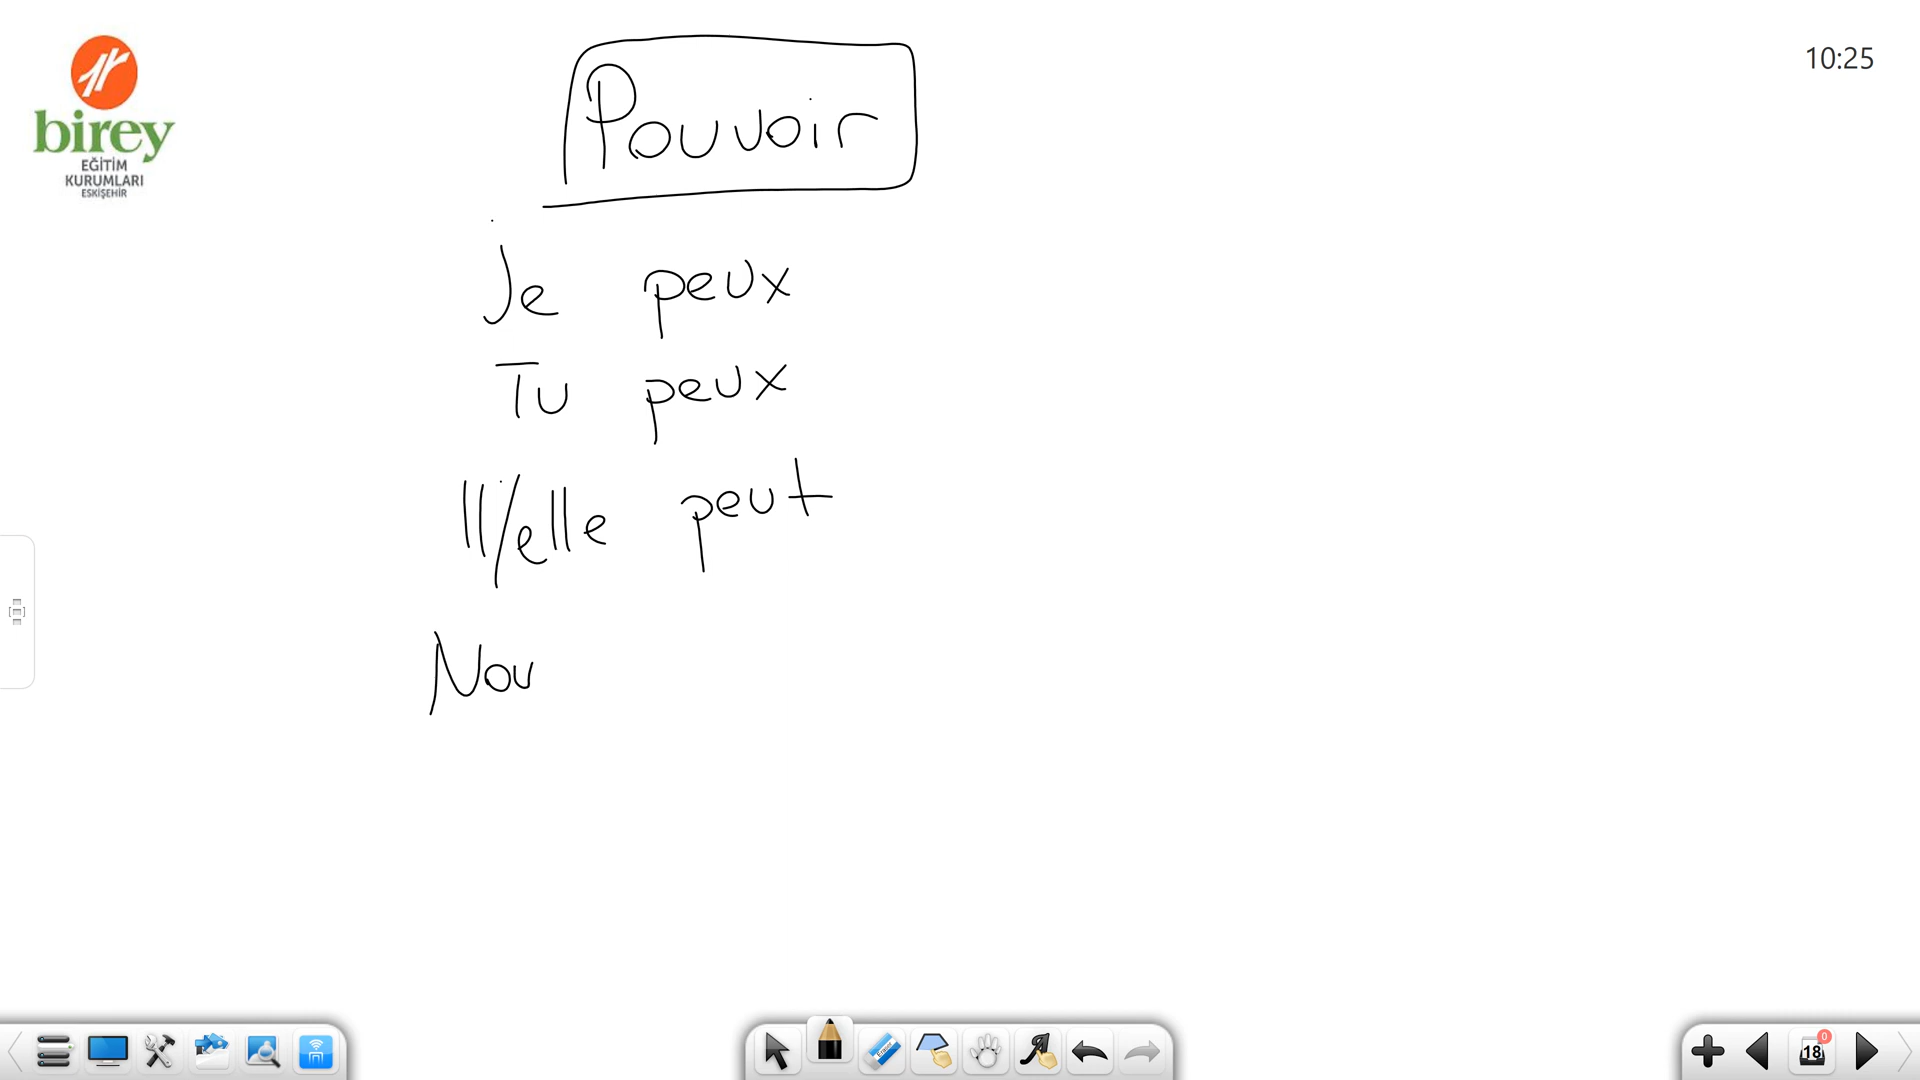 birey
EĞİTİM
KURUMLARI
ESKİŞEHİR
10:25
Pouvoir
Je peux
Tu peux
Il/elle peut
Nou
18
0